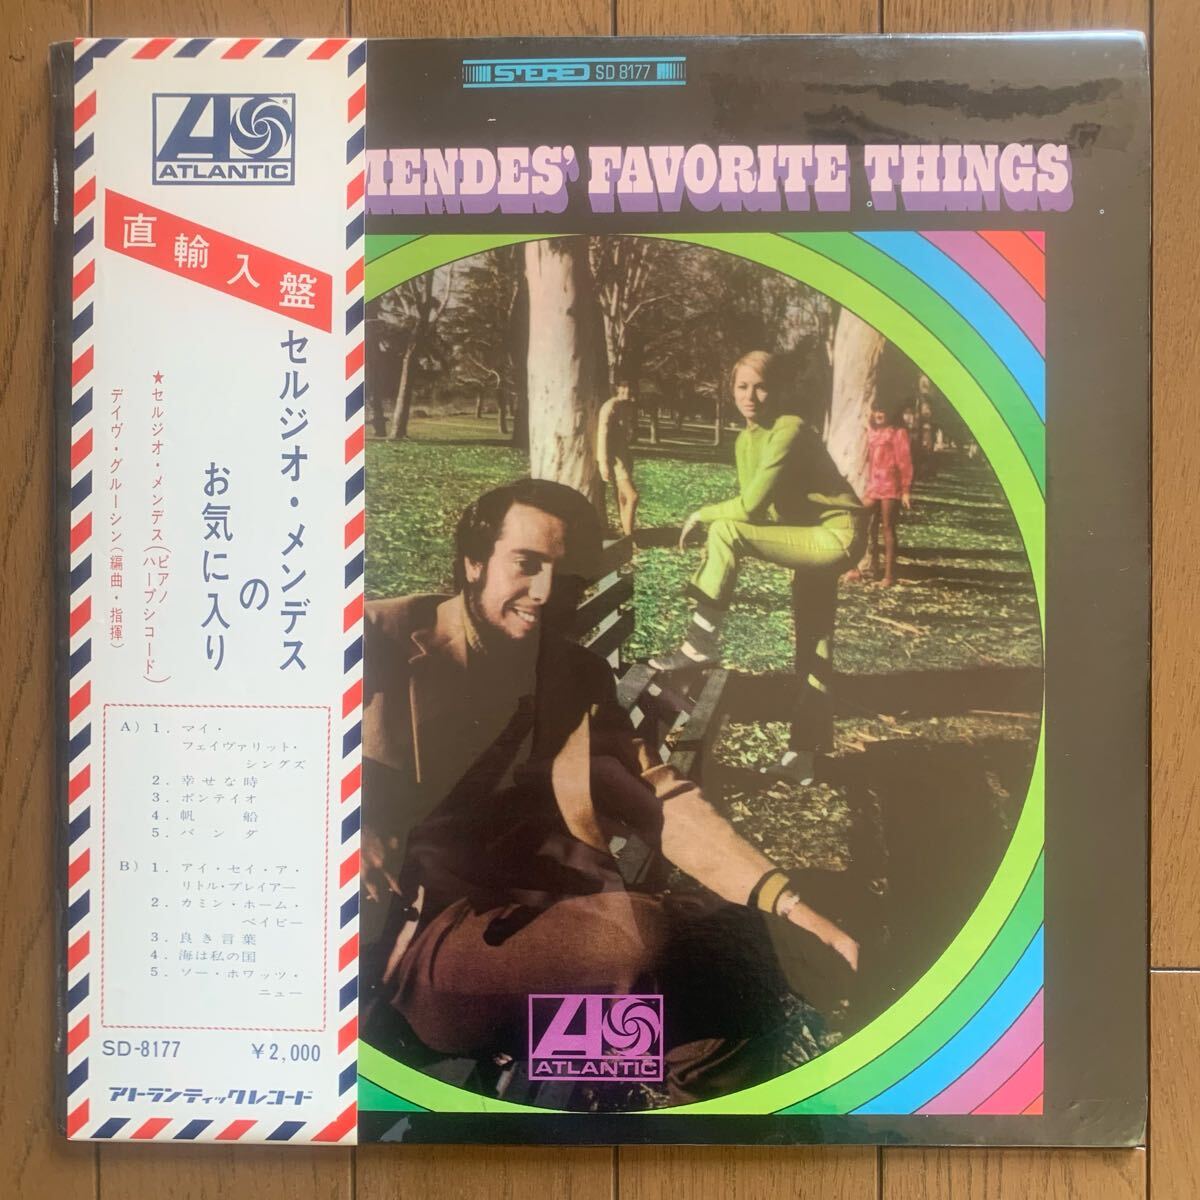 ATLANTIC
®
直輸入盤
セルジオ・メンデス
の
お気に入り
★セルジオ・メンデス(ピアノ
ハープシコード)
デイヴ・グルーシン(編曲・指揮)
A) 1. マイ・
フェイヴァリット・
シングズ
2. 幸せな時
3. ポンテイオ
4. 帆船
5. バンダ
B) 1. アイ・セイ・ア・
リトル・プレイアー
2. カミン・ホーム・
ベイビー
3. 良き言葉
4. 海は私の国
5. ソー・ホワッツ・
ニュー
SD-8177 ¥2,000
アトランティックレコード
STEREO SD 8177
MENDES' FAVORITE THINGS
ATLANTIC